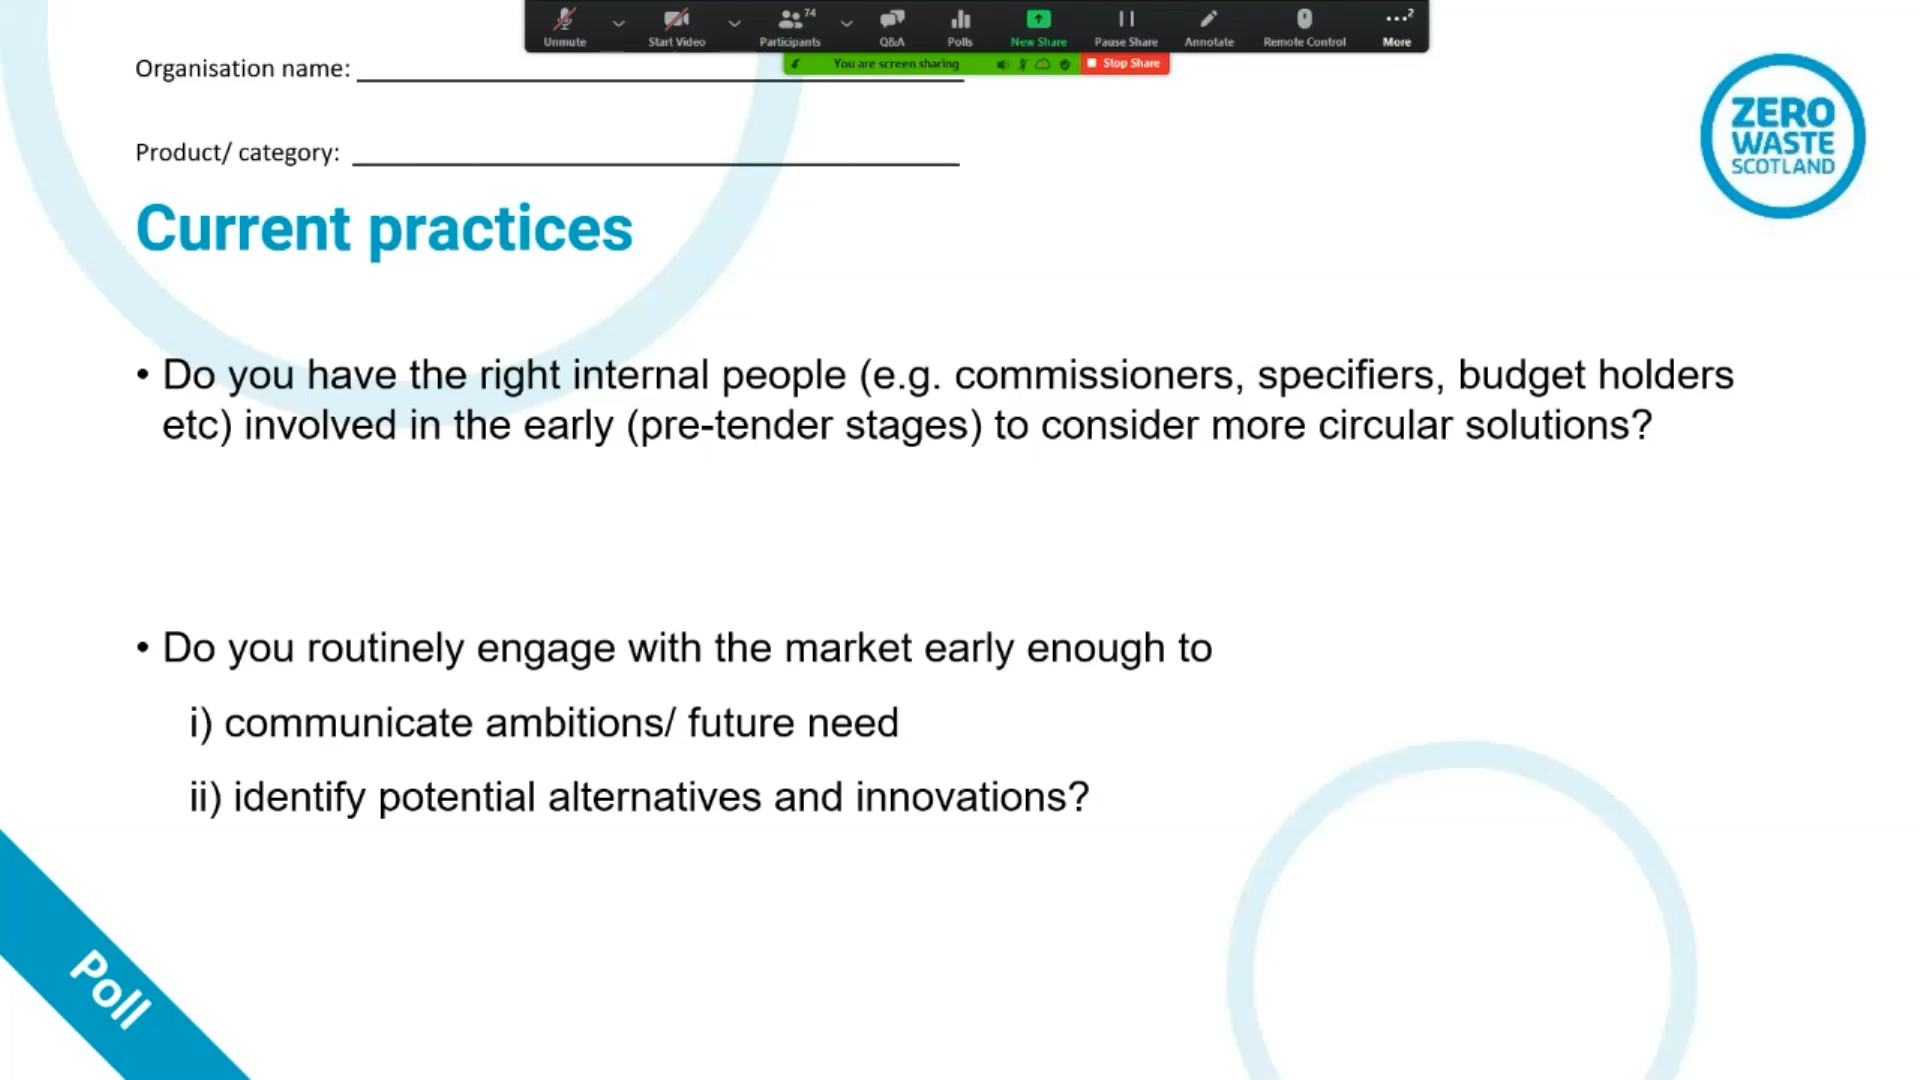 74
2
Unmute
Start Video
Participants
Q&A
Polls
New Share
Pause Share
Annotate
Remote Control
More
You are screen sharing
Stop Share
Organisation name:
Product/ category:
ZERO
WASTE
SCOTLAND
Current practices
• Do you have the right internal people (e.g. commissioners, specifiers, budget holders
etc) involved in the early (pre-tender stages) to consider more circular solutions?
• Do you routinely engage with the market early enough to
i) communicate ambitions/ future need
ii) identify potential alternatives and innovations?
Poll